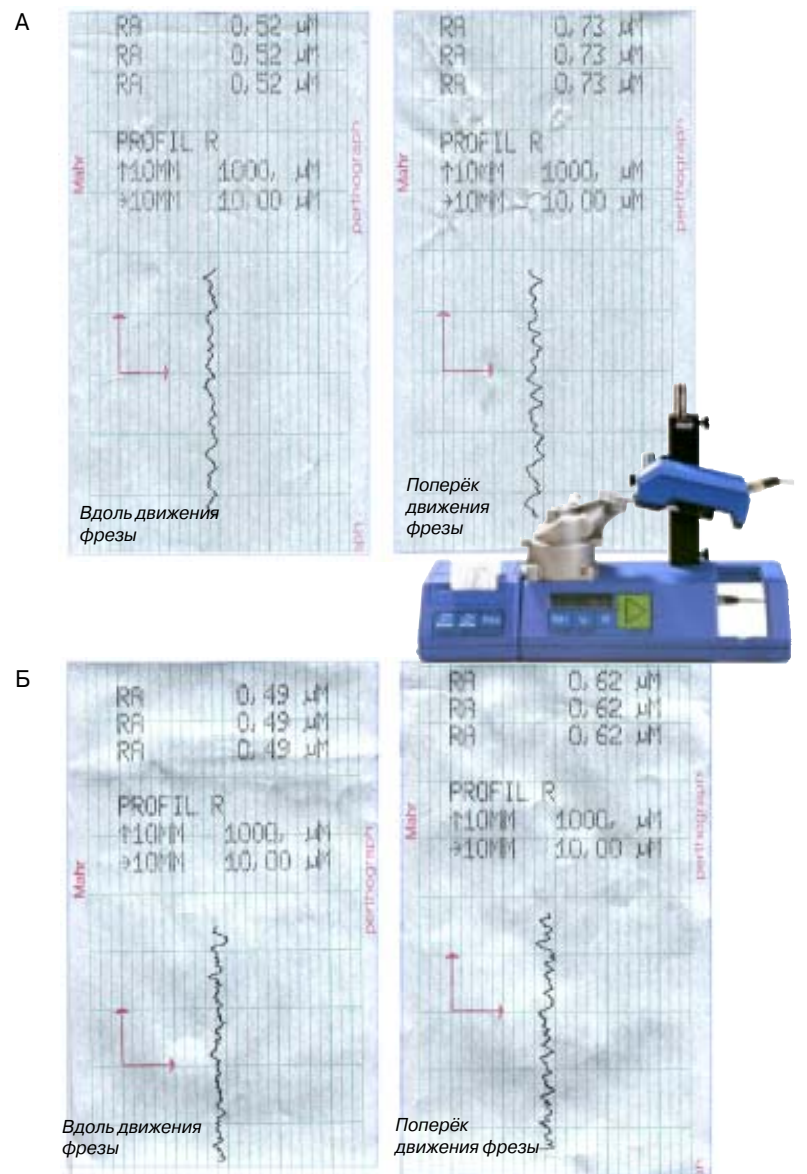 А
RA 0,52 µM
RA 0,52 µM
RA 0,52 µM
PROFIL R
↑10MM 1000, µM
→10MM 10,00 µM
Mahr
perthograph
Вдоль движения
фрезы
RA 0,73 µM
RA 0,73 µM
RA 0,73 µM
PROFIL R
↑10MM 1000, µM
→10MM 10,00 µM
Mahr
perthograph
Поперёк
движения
фрезы
Б
RA 0,49 µM
RA 0,49 µM
RA 0,49 µM
PROFIL R
↑10MM 1000, µM
→10MM 10,00 µM
Mahr
perthograph
Вдоль движения
фрезы
RA 0,62 µM
RA 0,62 µM
RA 0,62 µM
PROFIL R
↑10MM 1000, µM
→10MM 10,00 µM
Mahr
perthograph
Поперёк
движения фрезы